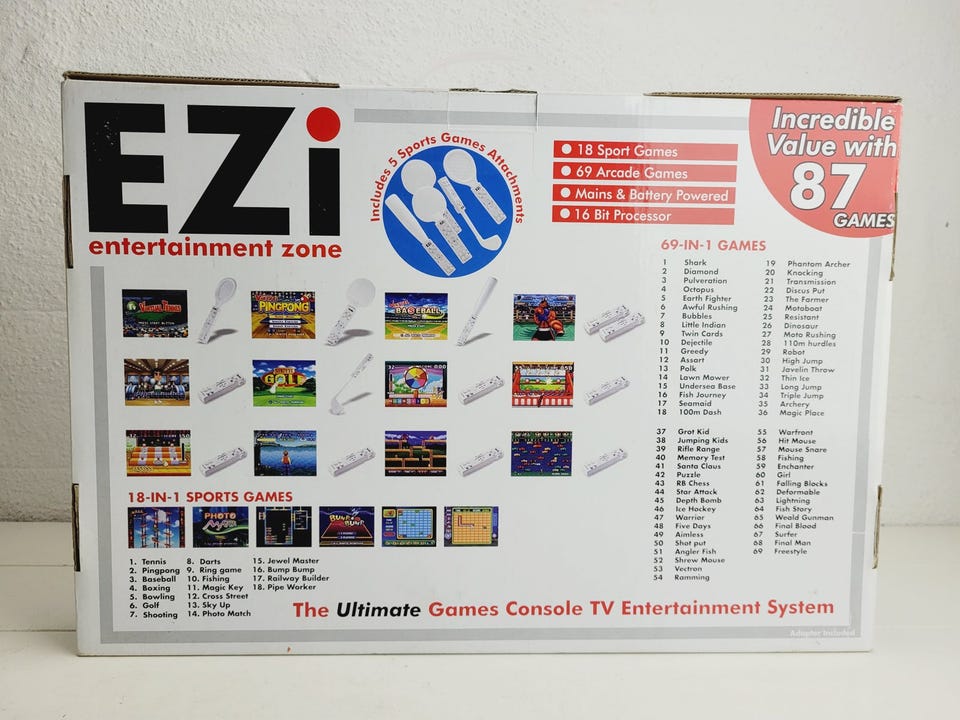 EZi
entertainment zone
Includes 5 Sports Games Attachments
18 Sport Games
69 Arcade Games
Mains & Battery Powered
16 Bit Processor
Incredible
Value with
87
GAMES
69-IN-1 GAMES
1 Shark
2 Diamond
3 Pulveration
4 Octopus
5 Earth Fighter
6 Awful Rushing
7 Bubbles
8 Little Indian
9 Twin Cards
10 Dejectile
11 Greedy
12 Assart
13 Polk
14 Lawn Mower
15 Undersea Base
16 Fish Journey
17 Seamaid
18 100m Dash
19 Phantom Archer
20 Knocking
21 Transmission
22 Discus Put
23 The Farmer
24 Motoboat
25 Resistant
26 Dinosaur
27 Moto Rushing
28 110m hurdles
29 Robot
30 High Jump
31 Javelin Throw
32 Thin Ice
33 Long Jump
34 Triple Jump
35 Archery
36 Magic Place
37 Grot Kid
38 Jumping Kids
39 Rifle Range
40 Memory Test
41 Santa Claus
42 Puzzle
43 RB Chess
44 Star Attack
45 Depth Bomb
46 Ice Hockey
47 Warrior
48 Five Days
49 Aimless
50 Shot put
51 Angler Fish
52 Shrew Mouse
53 Vectron
54 Ramming
55 Warfront
56 Hit Mouse
57 Mouse Snare
58 Fishing
59 Enchanter
60 Girl
61 Falling Blocks
62 Deformable
63 Lightning
64 Fish Story
65 Weald Gunman
66 Final Blood
67 Surfer
68 Final Man
69 Freestyle
VIRTUAL TENNIS
PRESS START BUTTON
PINGPONG
BASEBALL
GOLF
18-IN-1 SPORTS GAMES
PHOTO
BUMP BUMP
1. Tennis
2. Pingpong
3. Baseball
4. Boxing
5. Bowling
6. Golf
7. Shooting
8. Darts
9. Ring game
10. Fishing
11. Magic Key
12. Cross Street
13. Sky Up
14. Photo Match
15. Jewel Master
16. Bump Bump
17. Railway Builder
18. Pipe Worker
The Ultimate Games Console TV Entertainment System
Adaptor Included